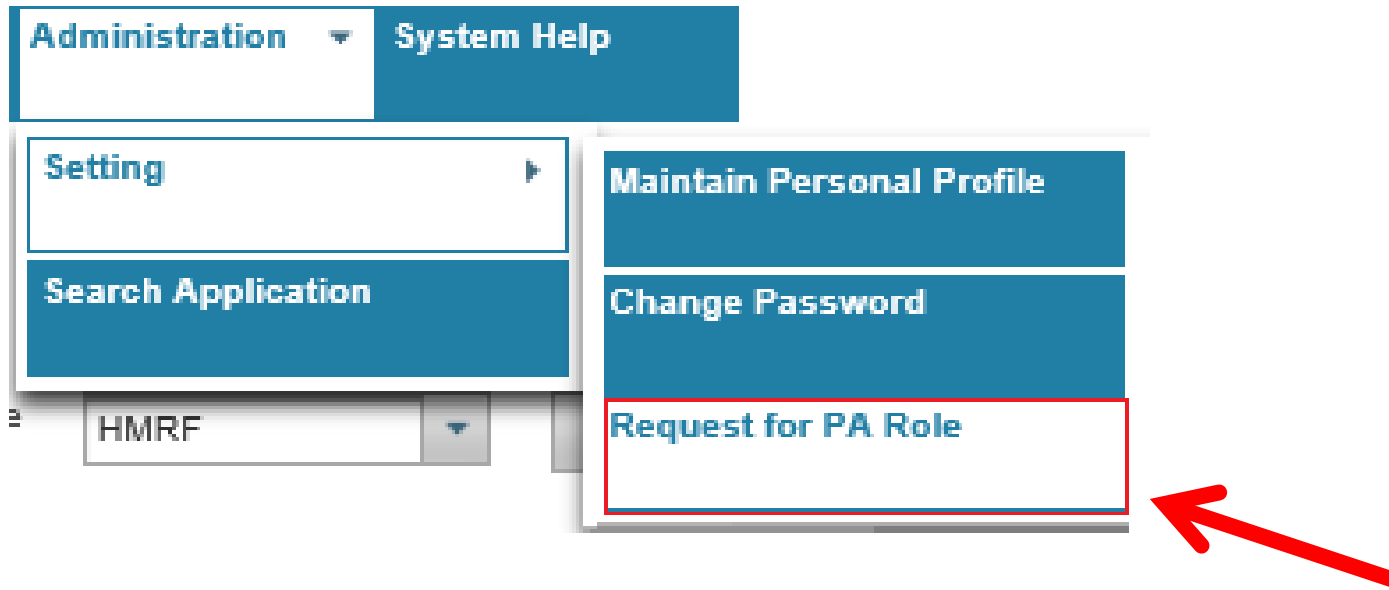 Administration
System Help
Setting
Maintain Personal Profile
Search Application
Change Password
HMRF
Request for PA Role